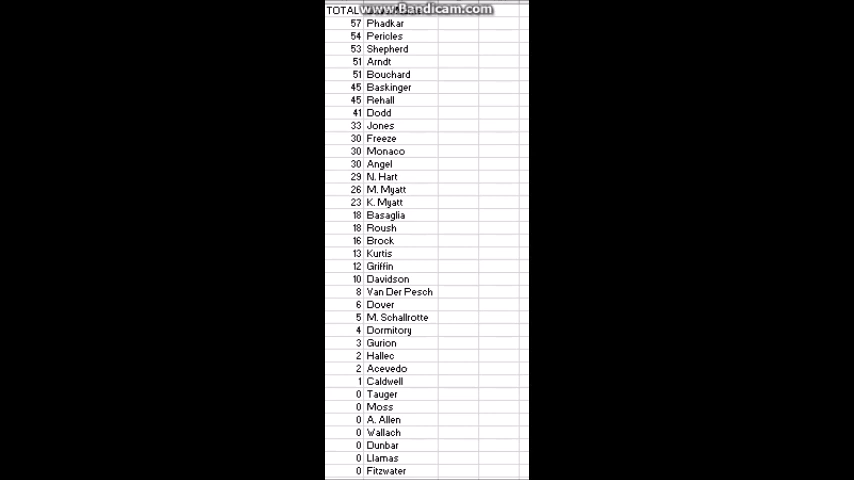 TOTAL www.Bandicam.com
57 Phadkar
54 Pericles
53 Shepherd
51 Arndt
51 Bouchard
45 Baskinger
45 Rehall
41 Dodd
33 Jones
30 Freeze
30 Monaco
30 Angel
29 N. Hart
26 M. Myatt
23 K. Myatt
18 Basaglia
18 Roush
16 Brock
13 Kurtis
12 Griffin
10 Davidson
8 Van Der Pesch
6 Dover
5 M. Schallrotte
4 Dormitory
3 Gurion
2 Hallec
2 Acevedo
1 Caldwell
0 Tauger
0 Moss
0 A. Allen
0 Wallach
0 Dunbar
0 Llamas
0 Fitzwater